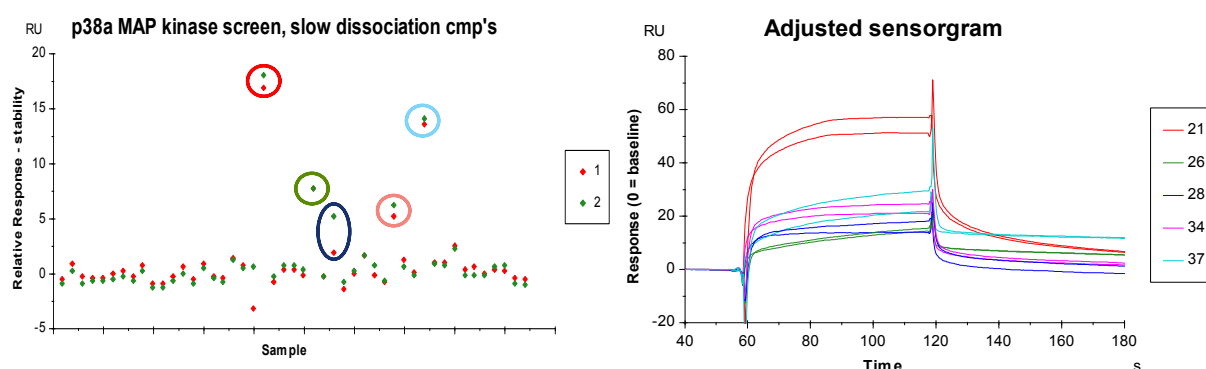 RU
p38a MAP kinase screen, slow dissociation cmp's
20
15
10
5
0
-5
Relative Response - stability
Sample
1
2
RU
Adjusted sensorgram
80
60
40
20
0
-20
Response (0 = baseline)
40 60 80 100 120 140 160 180
Time
s
21
26
28
34
37